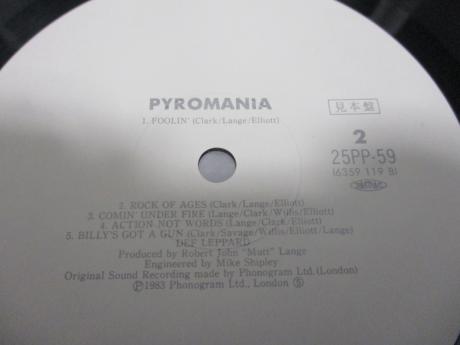 PYROMANIA
1. FOOLIN' (Clark/Lange/Elliott)
見本盤
2
25PP-59
(6359 119 B)
2. ROCK OF AGES (Clark/Lange/Elliott)
3. COMIN' UNDER FIRE (Lange/Clark/Willis/Elliott)
4. ACTION NOT WORDS (Lange/Clark/Elliott)
5. BILLY'S GOT A GUN (Clark/Savage/Willis/Elliott/Lange)
DEF LEPPARD
Produced by Robert John "Mutt" Lange
Engineered by Mike Shipley
Original Sound Recording made by Phonogram Ltd.(London)
Ⓟ1983 Phonogram Ltd., London Ⓢ